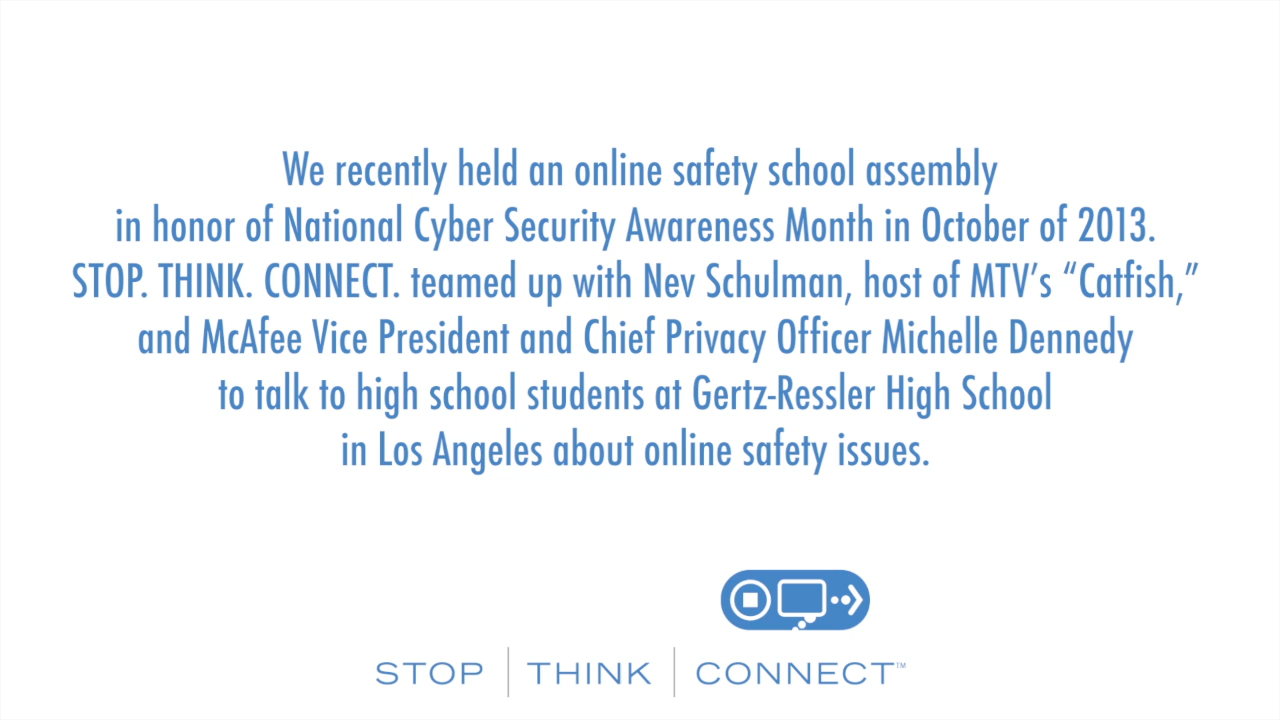 We recently held an online safety school assembly
in honor of National Cyber Security Awareness Month in October of 2013.
STOP. THINK. CONNECT. teamed up with Nev Schulman, host of MTV’s “Catfish,”
and McAfee Vice President and Chief Privacy Officer Michelle Dennedy
to talk to high school students at Gertz-Ressler High School
in Los Angeles about online safety issues.
STOP | THINK | CONNECT™